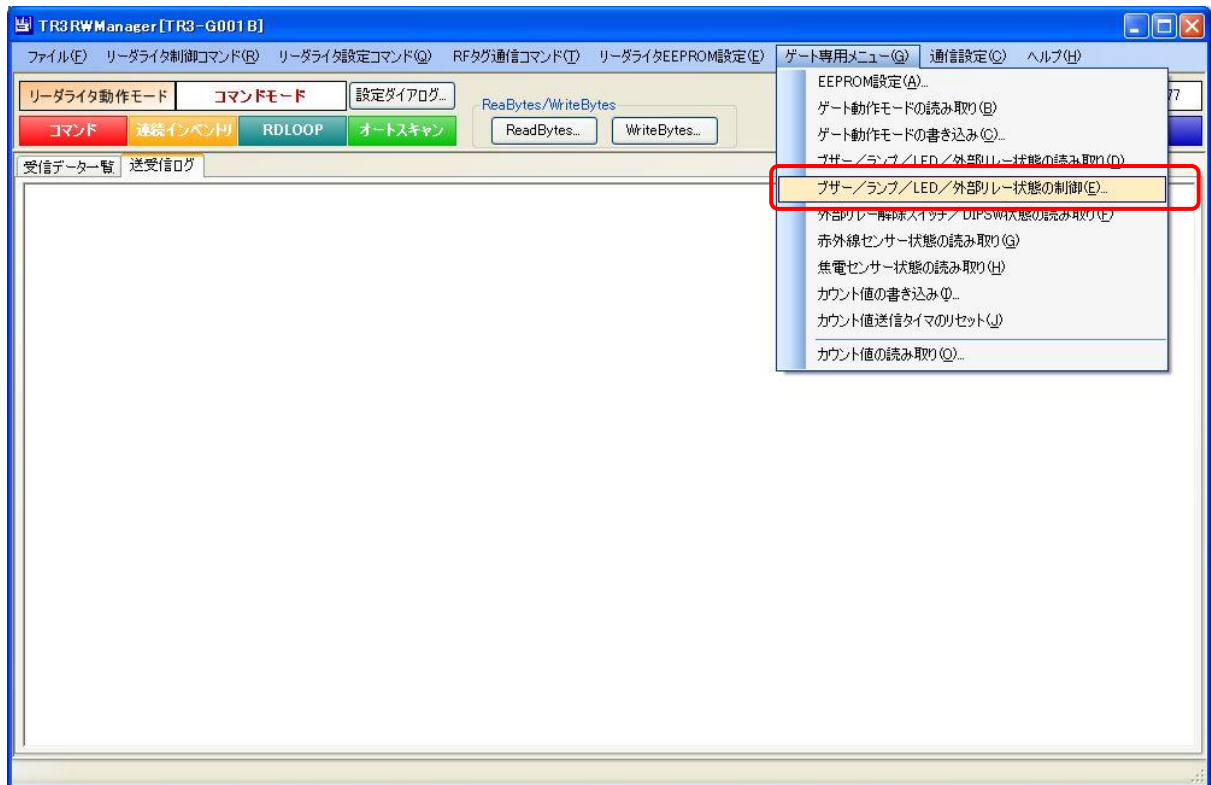 TR3RWManager[TR3-G001B]
ファイル(F) リーダライタ制御コマンド(R) リーダライタ設定コマンド(Q) RFタグ通信コマンド(T) リーダライタEEPROM設定(E) ゲート専用メニュー(G) 通信設定(C) ヘルプ(H)
リーダライタ動作モード コマンドモード 設定ダイアログ... ReaBytes/WriteBytes
コマンド 連続インベントリ RDLOOP オートスキャン ReadBytes... WriteBytes...
受信データ一覧 送受信ログ
EEPROM設定(A)...
ゲート動作モードの読み取り(B)
ゲート動作モードの書き込み(C)...
ブザー/ランプ/LED/外部リレー状態の読み取り(D)
ブザー/ランプ/LED/外部リレー状態の制御(E)...
外部リレー解除スイッチ/DIPSW状態の読み取り(F)
赤外線センサー状態の読み取り(G)
焦電センサー状態の読み取り(H)
カウント値の書き込み(I)...
カウント値送信タイマのリセット(J)
カウント値の読み取り(O)...